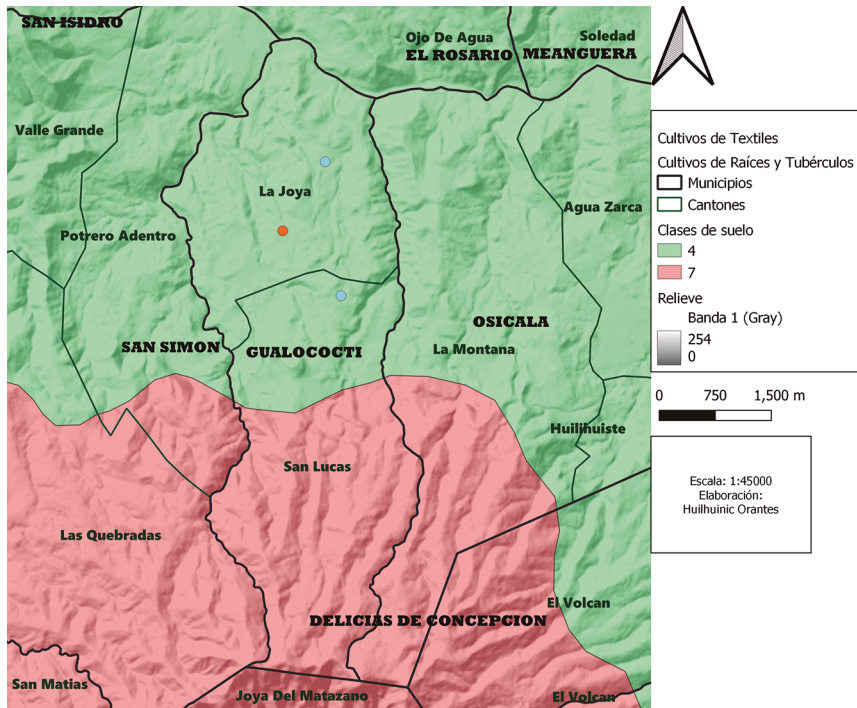 SAN ISIDRO
Ojo De Agua
Soledad
EL ROSARIO
MEANGUERA
Valle Grande
La Joya
Agua Zarca
Potrero Adentro
OSICALA
SAN SIMON
GUALOCOCTI
La Montana
Huilihuiste
San Lucas
Las Quebradas
El Volcan
DELICIAS DE CONCEPCION
San Matias
Joya Del Matazano
El Volcan
Cultivos de Textiles
Cultivos de Raíces y Tubérculos
Municipios
Cantones
Clases de suelo
4
7
Relieve
Banda 1 (Gray)
254
0
0 750 1,500 m
Escala: 1:45000
Elaboración:
Huilhuinic Orantes